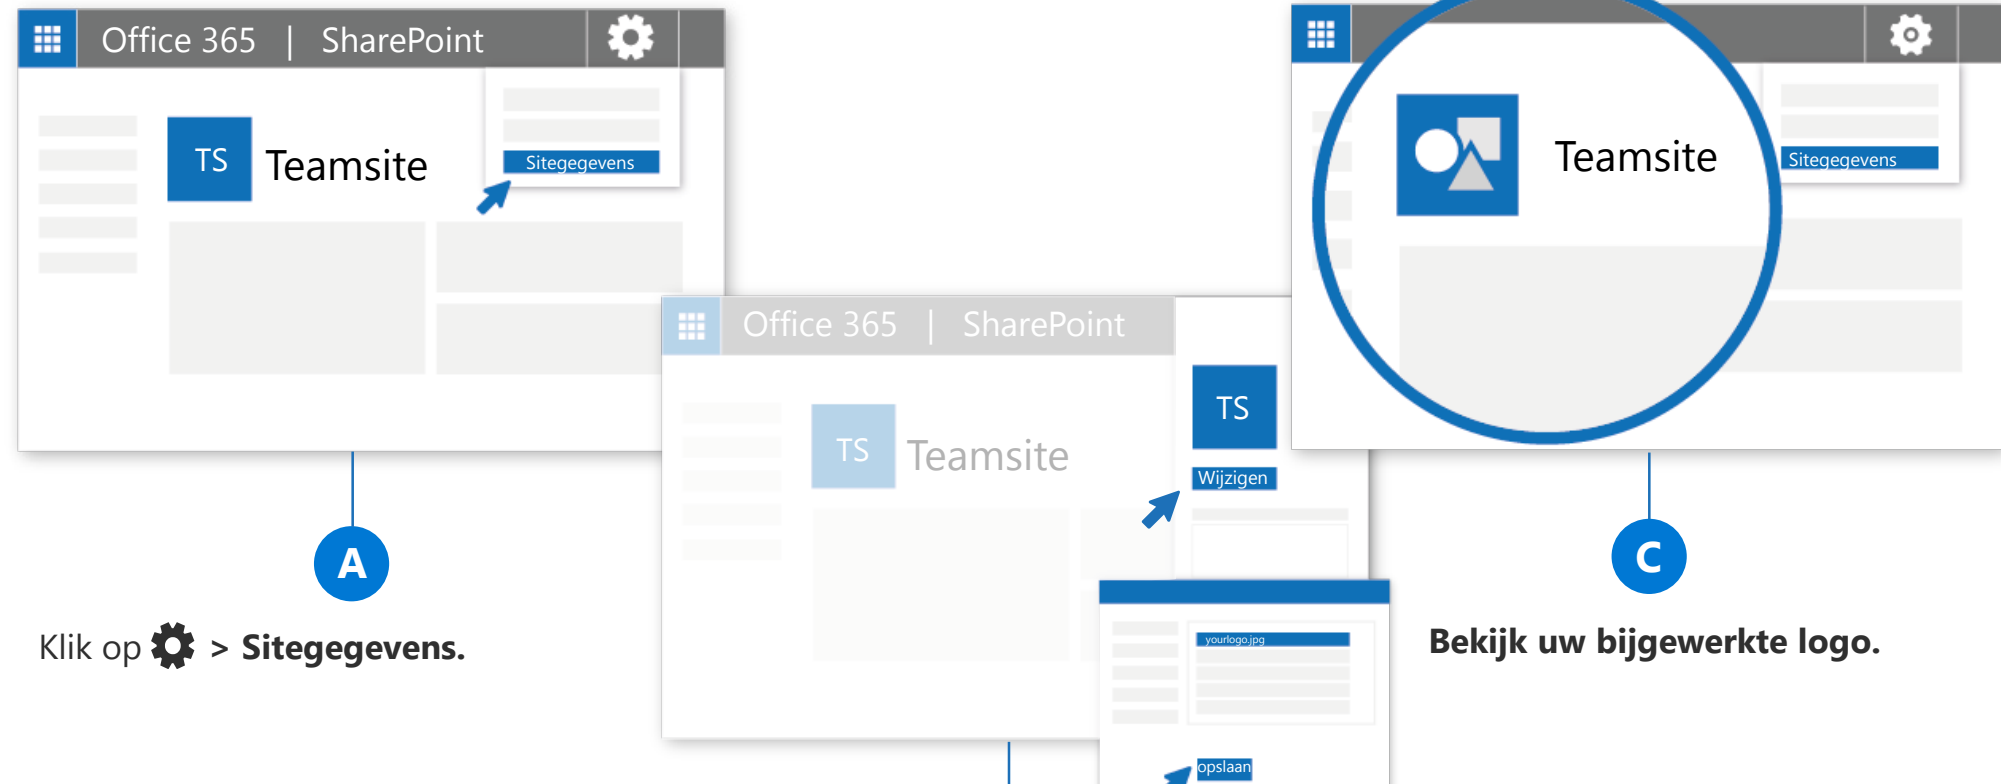 Office 365 | SharePoint
Sitegegevens
TS
Teamsite
A
Klik op > Sitegegevens.
Office 365 | SharePoint
TS
Teamsite
TS
Wijzigen
yourlogo.jpg
opslaan
Teamsite
Sitegegevens
C
Bekijk uw bijgewerkte logo.